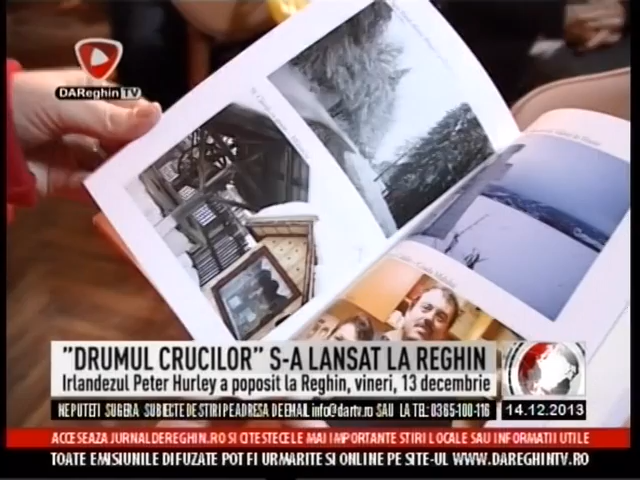 DAReghin TV
"DRUMUL CRUCILOR" S-A LANSAT LA REGHIN
Irlandezul Peter Hurley a poposit la Reghin, vineri, 13 decembrie
NE PUTETI SUGERA SUBIECTE DE STIRI PE ADRESA DE EMAIL info@dartv.ro SAU LA TEL: 0365-100-116
14.12.2013
ACCESEAZA JURNALDEREGHIN.RO SI CITESTE CELE MAI IMPORTANTE STIRI LOCALE SAU INFORMATII UTILE
TOATE EMISIUNILE DIFUZATE POT FI URMARITE SI ONLINE PE SITE-UL WWW.DAREGHINTV.RO